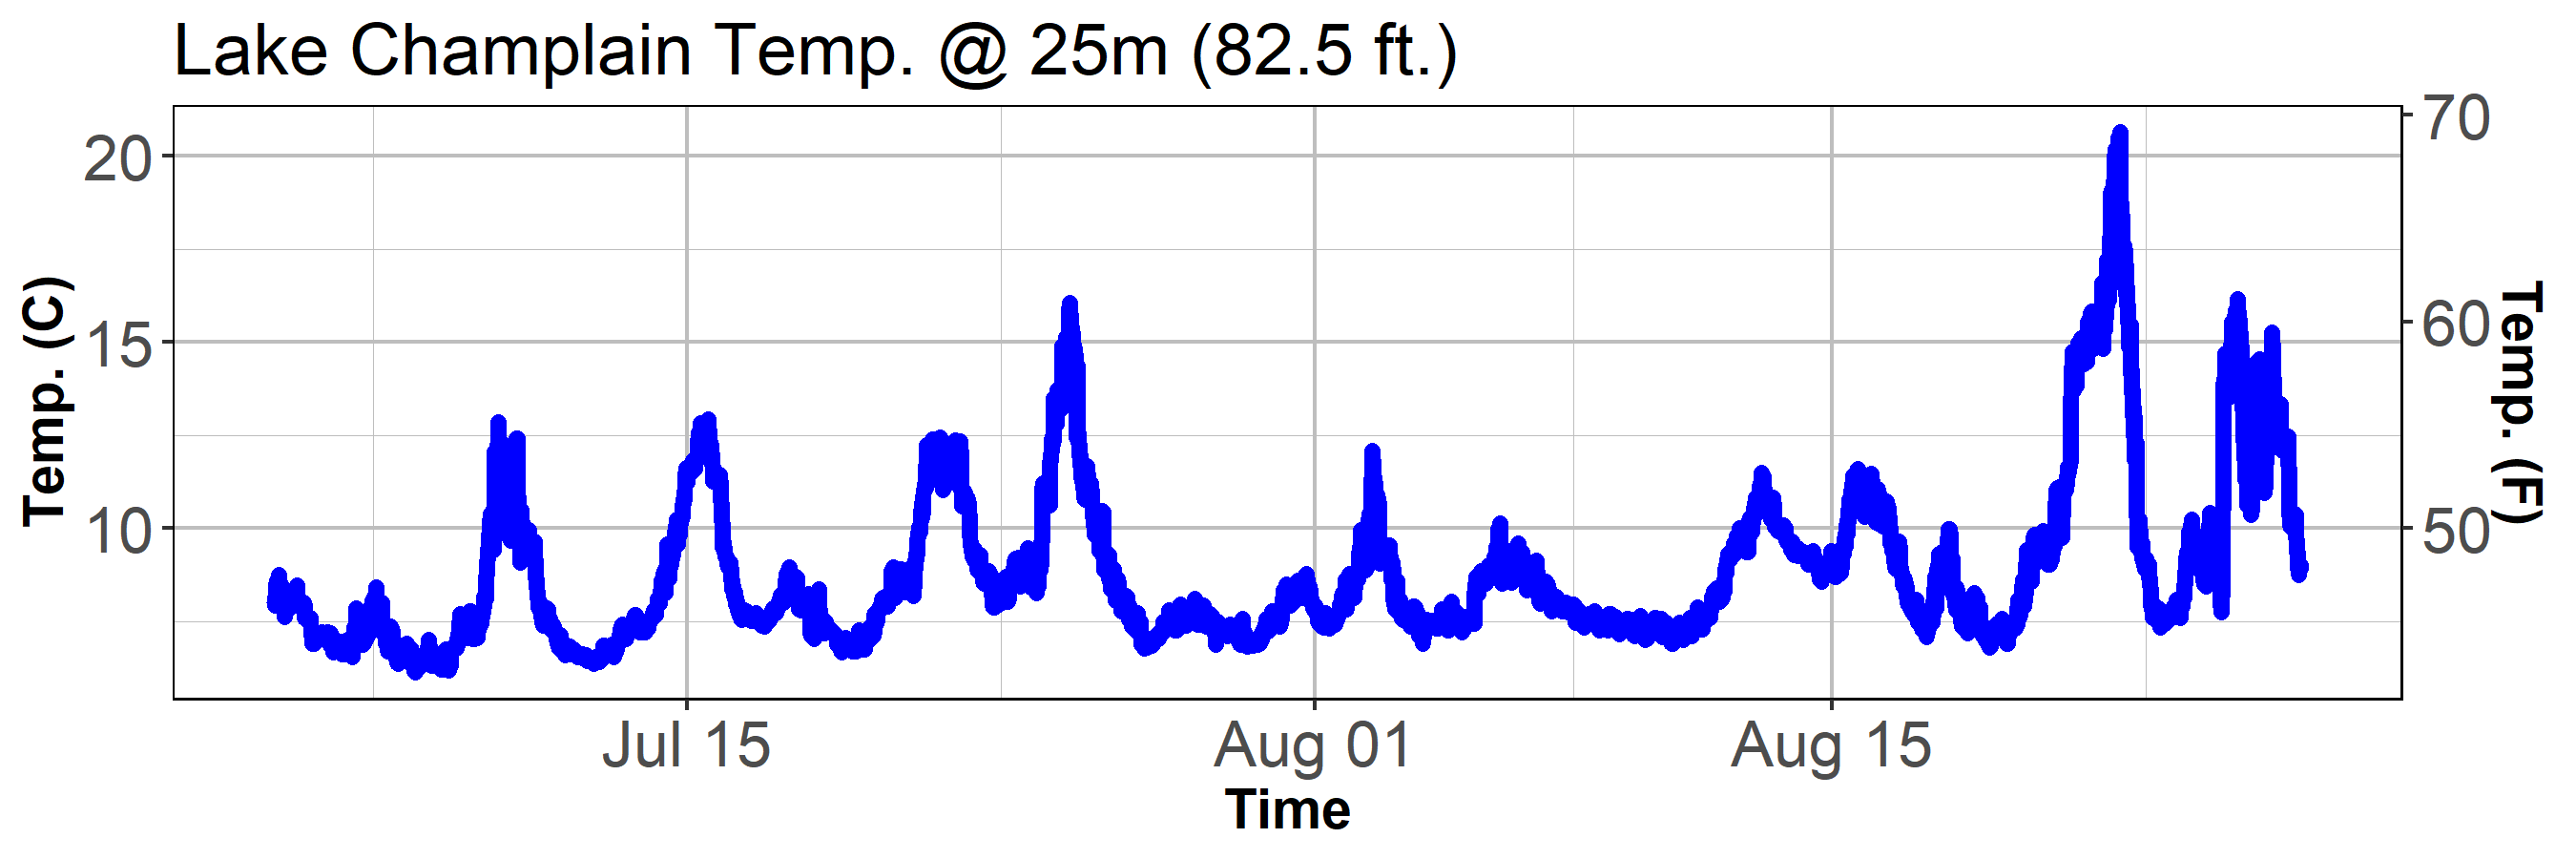 Lake Champlain Temp. @ 25m (82.5 ft.)
Temp. (C)
20
15
10
70
60
50
Temp. (F)
Jul 15
Aug 01
Aug 15
Time